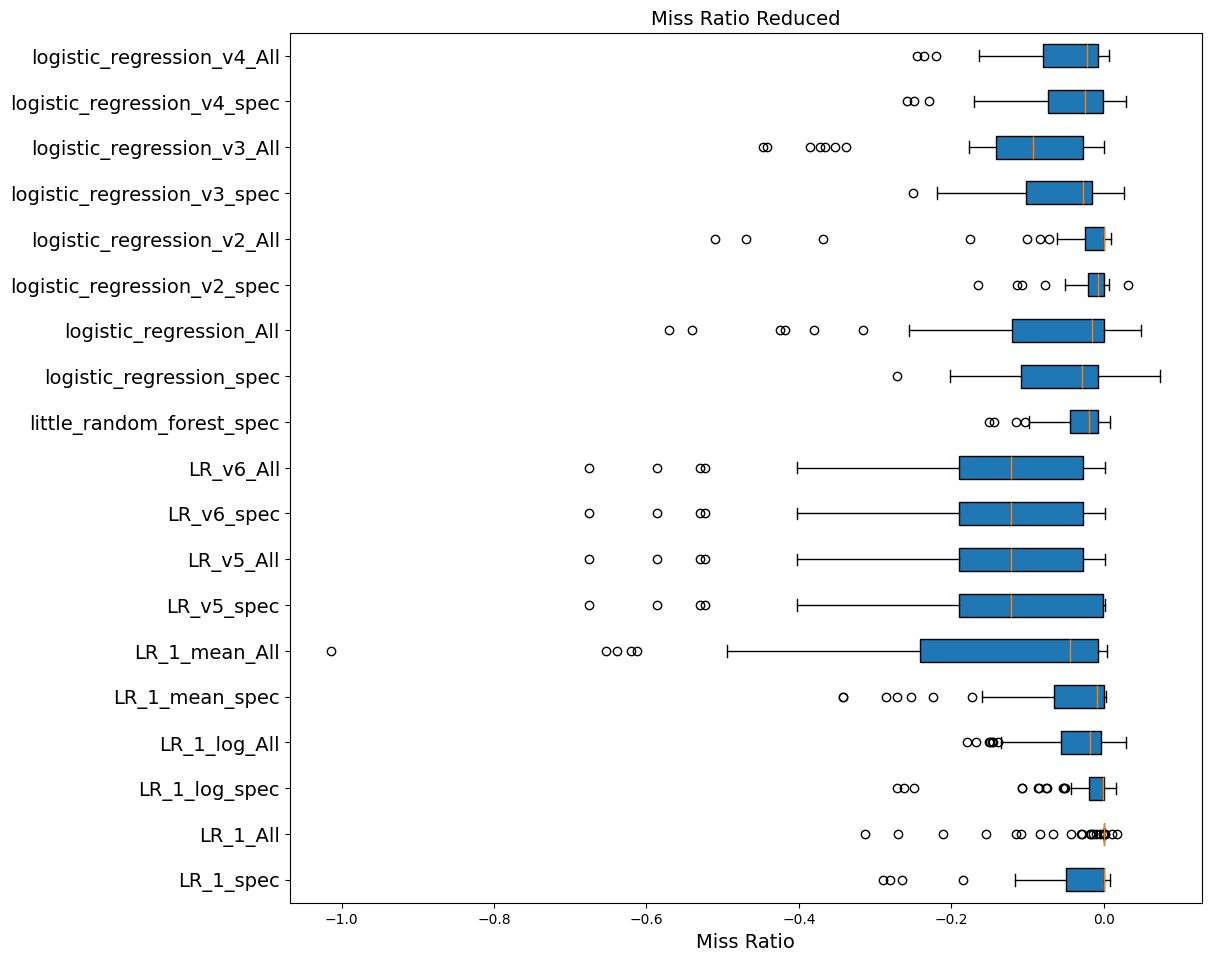 Miss Ratio Reduced
logistic_regression_v4_All
logistic_regression_v4_spec
logistic_regression_v3_All
logistic_regression_v3_spec
logistic_regression_v2_All
logistic_regression_v2_spec
logistic_regression_All
logistic_regression_spec
little_random_forest_spec
LR_v6_All
LR_v6_spec
LR_v5_All
LR_v5_spec
LR_1_mean_All
LR_1_mean_spec
LR_1_log_All
LR_1_log_spec
LR_1_All
LR_1_spec
−1.0 −0.8 −0.6 −0.4 −0.2 0.0
Miss Ratio